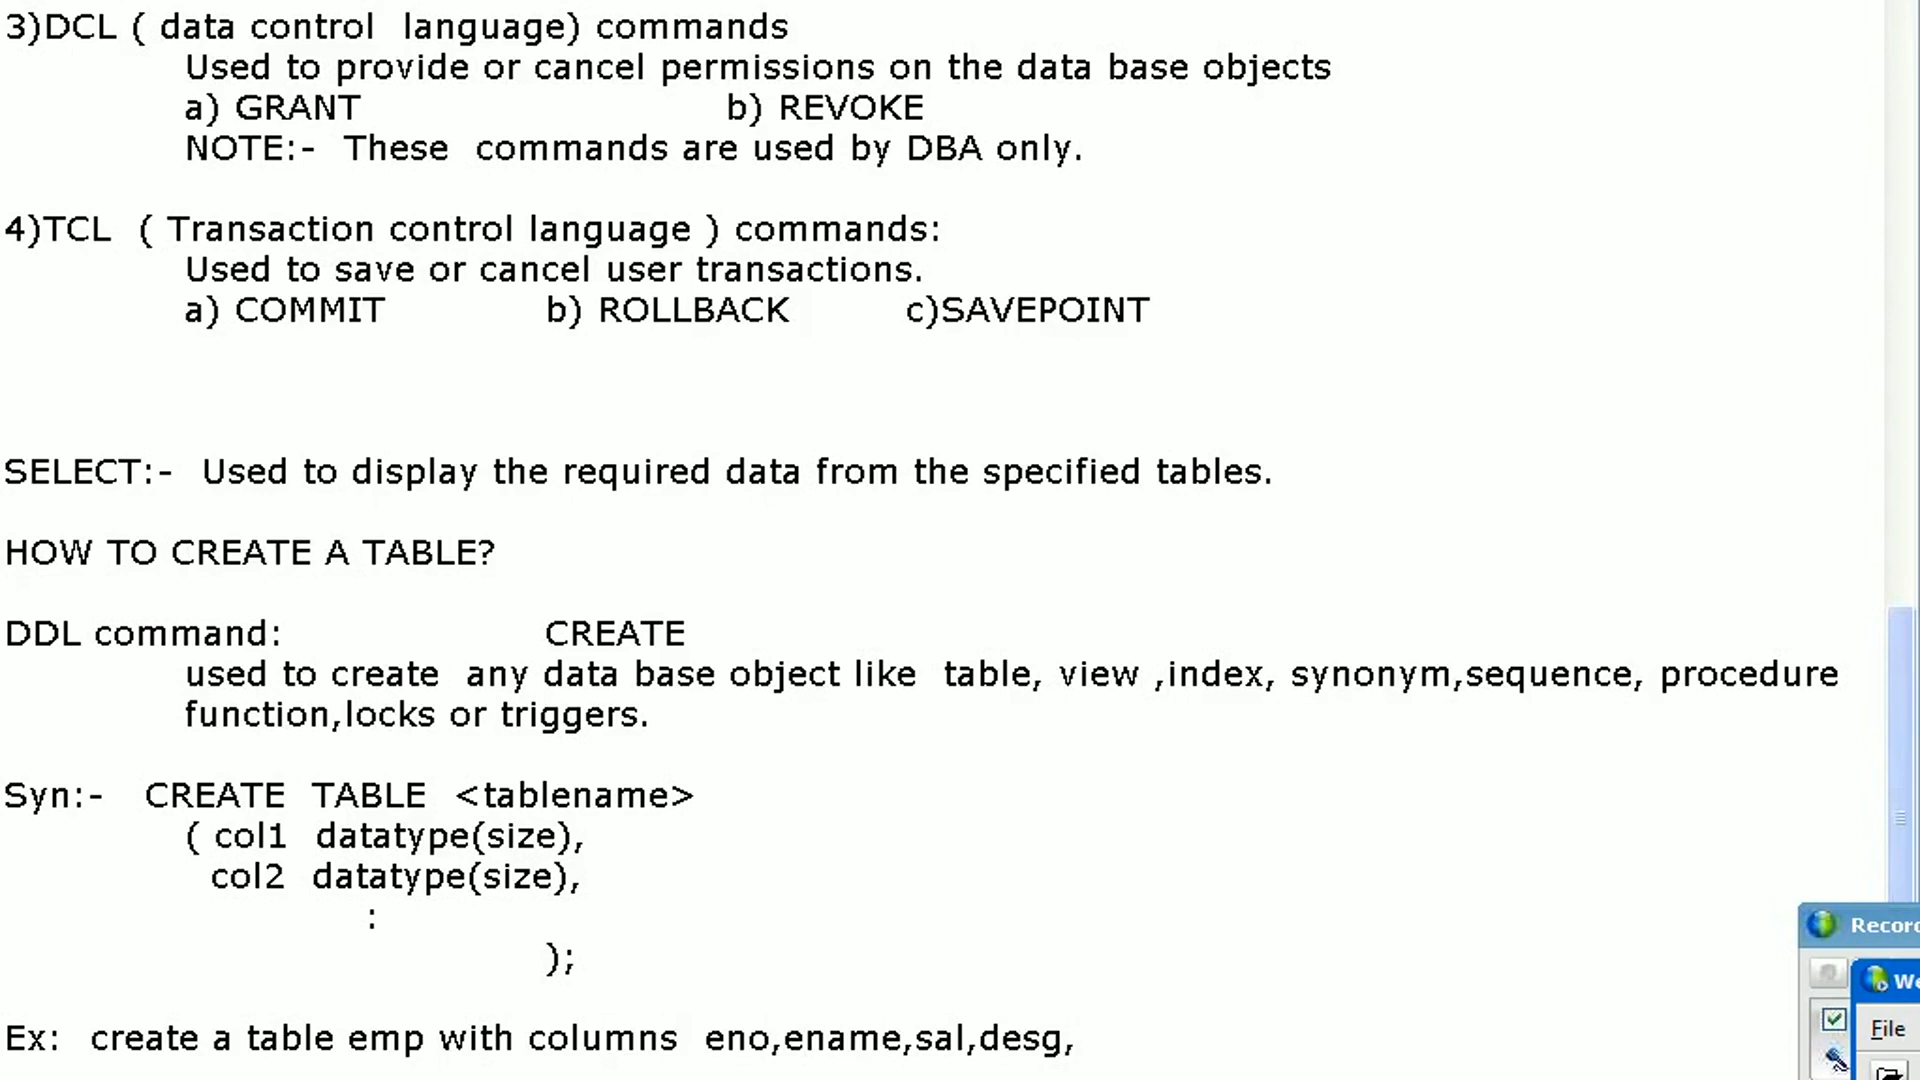 3)DCL ( data control  language) commands
Used to provide or cancel permissions on the data base objects
a) GRANT b) REVOKE
NOTE:-  These  commands are used by DBA only.
4)TCL  ( Transaction control language ) commands:
Used to save or cancel user transactions.
a) COMMIT b) ROLLBACK c)SAVEPOINT
SELECT:-  Used to display the required data from the specified tables.
HOW TO CREATE A TABLE?
DDL command: CREATE
used to create  any data base object like  table, view ,index, synonym,sequence, procedure
function,locks or triggers.
Syn:-  CREATE  TABLE  <tablename>
( col1  datatype(size),
col2  datatype(size),
:
);
Ex:  create a table emp with columns  eno,ename,sal,desg,
Record
We
File